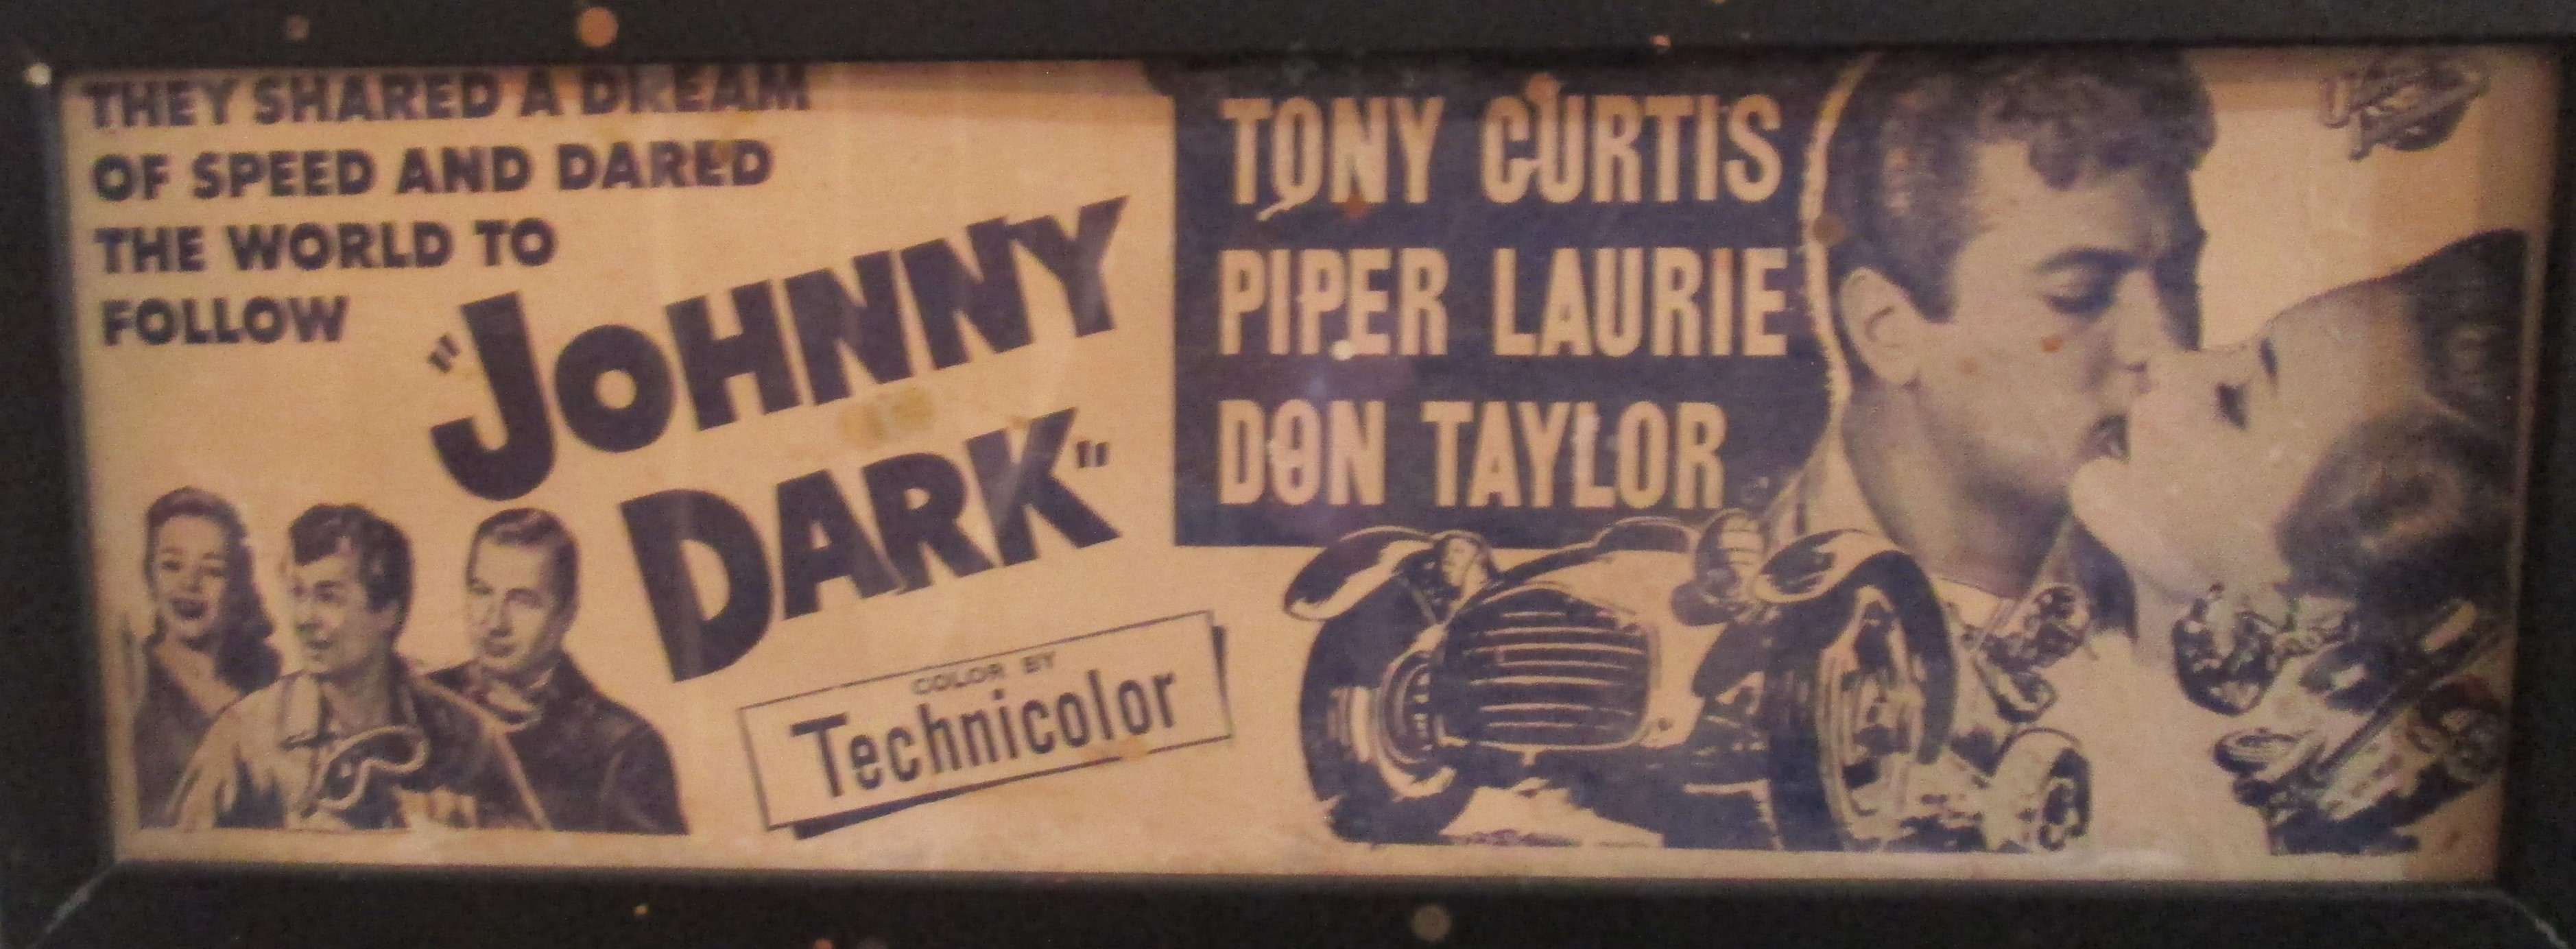 THEY SHARED A DREAM
OF SPEED AND DARED
THE WORLD TO
FOLLOW
"JOHNNY
DARK"
COLOR BY
Technicolor
TONY CURTIS
PIPER LAURIE
DON TAYLOR